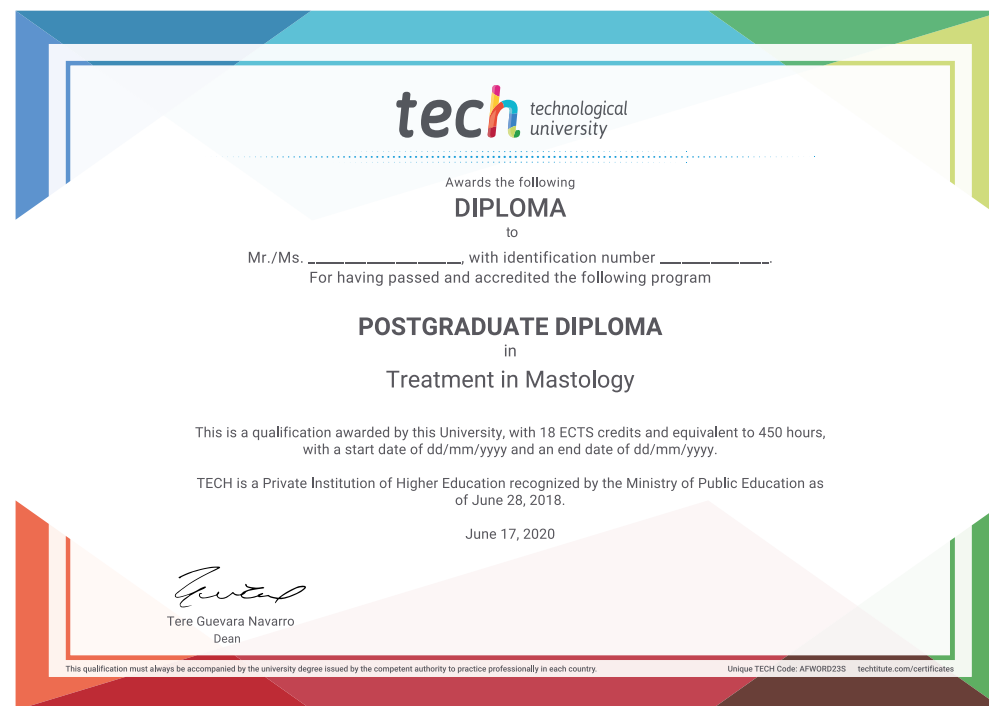 tech technological
university
Awards the following
DIPLOMA
to
Mr./Ms. ____________________, with identification number ______________.
For having passed and accredited the following program
POSTGRADUATE DIPLOMA
in
Treatment in Mastology
This is a qualification awarded by this University, with 18 ECTS credits and equivalent to 450 hours,
with a start date of dd/mm/yyyy and an end date of dd/mm/yyyy.
TECH is a Private Institution of Higher Education recognized by the Ministry of Public Education as
of June 28, 2018.
June 17, 2020
Tere Guevara Navarro
Dean
This qualification must always be accompanied by the university degree issued by the competent authority to practice professionally in each country. Unique TECH Code: AFWORD23S techtitute.com/certificates